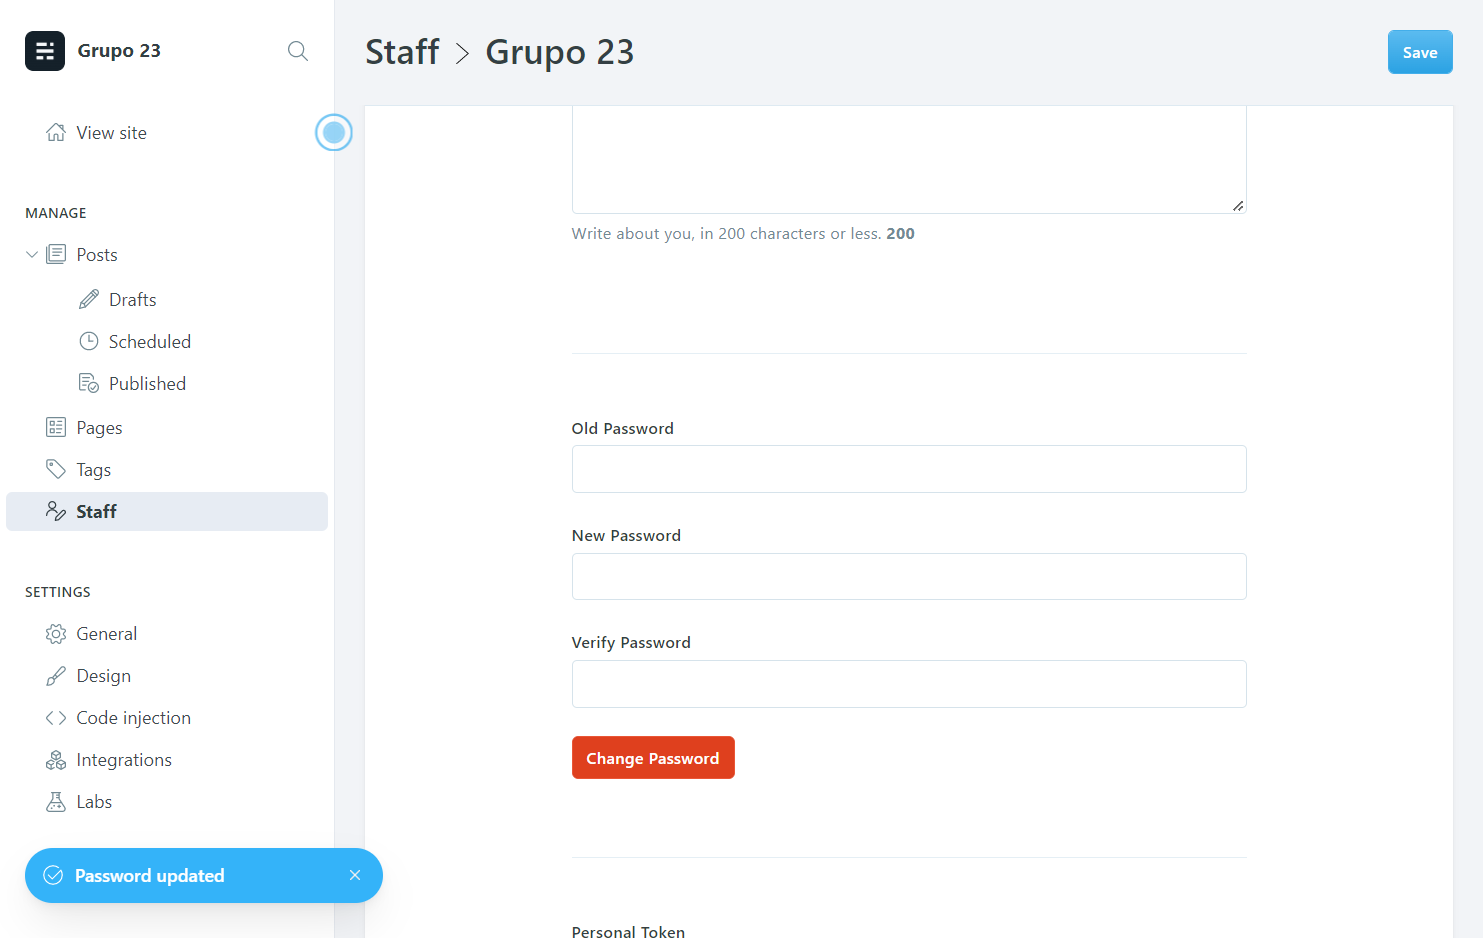 Grupo 23
View site
MANAGE
Posts
Drafts
Scheduled
Published
Pages
Tags
Staff
SETTINGS
General
Design
Code injection
Integrations
Labs
Password updated
Staff > Grupo 23
Save
Write about you, in 200 characters or less. 200
Old Password
New Password
Verify Password
Change Password
Personal Token